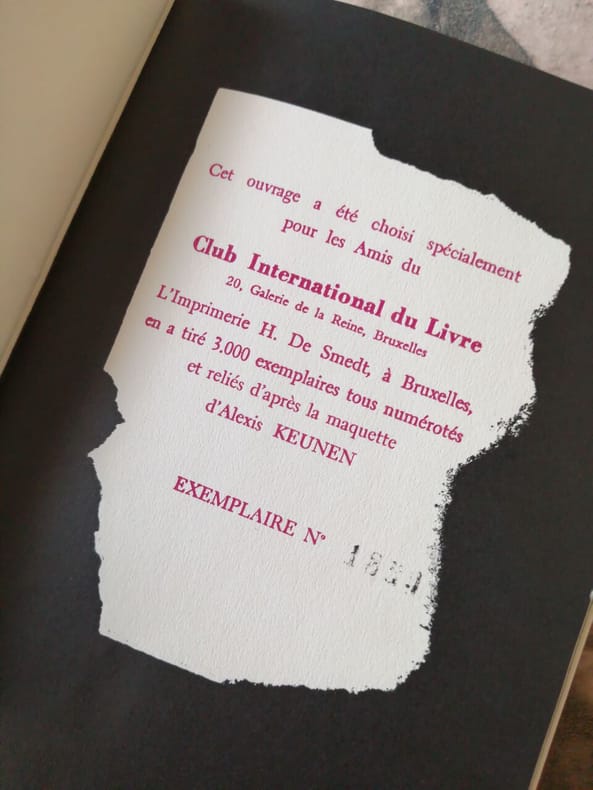 Cet ouvrage a été choisi spécialement
pour les Amis du
Club International du Livre
20, Galerie de la Reine, Bruxelles
L'Imprimerie H. De Smedt, à Bruxelles,
en a tiré 3.000 exemplaires tous numérotés
et reliés d'après la maquette
d'Alexis KEUNEN
EXEMPLAIRE N°